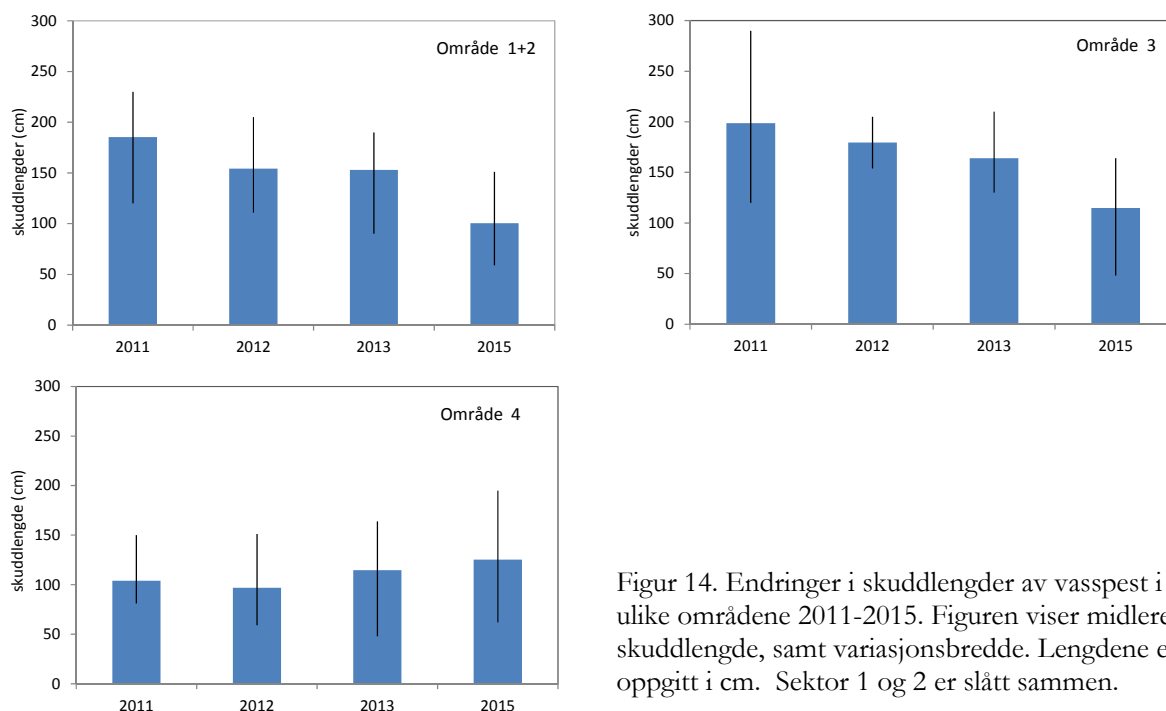 300
250
200
150
100
50
0
skuddlengder (cm)
Område 1+2
2011 2012 2013 2015
300
250
200
150
100
50
0
skuddlengder (cm)
Område 3
2011 2012 2013 2015
300
250
200
150
100
50
0
skuddlengde (cm)
Område 4
2011 2012 2013 2015
Figur 14. Endringer i skuddlengder av vasspest i
ulike områdene 2011-2015. Figuren viser midlere
skuddlengde, samt variasjonsbredde. Lengdene e
oppgitt i cm. Sektor 1 og 2 er slått sammen.